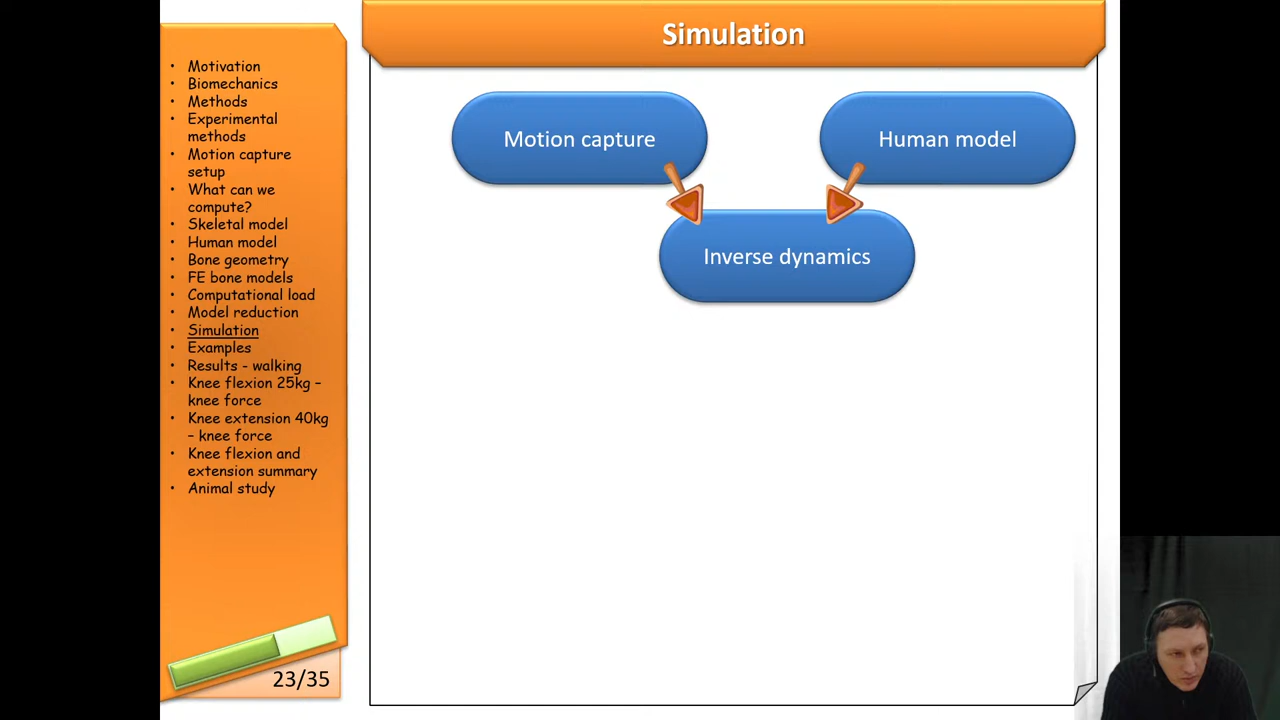 Simulation
Motivation
Biomechanics
Methods
Experimental
methods
Motion capture
setup
What can we
compute?
Skeletal model
Human model
Bone geometry
FE bone models
Computational load
Model reduction
Simulation
Examples
Results - walking
Knee flexion 25kg –
knee force
Knee extension 40kg
– knee force
Knee flexion and
extension summary
Animal study
23/35
Motion capture
Human model
Inverse dynamics